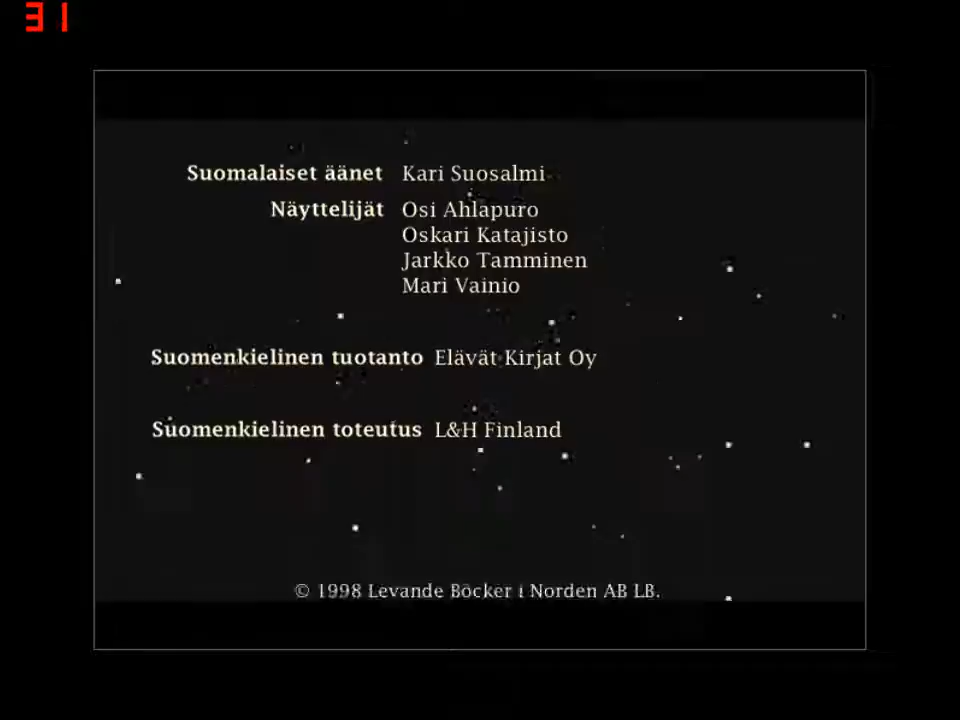 31
Suomalaiset äänet Kari Suosalmi
Näyttelijät Osi Ahlapuro
Oskari Katajisto
Jarkko Tamminen
Mari Vainio
Suomenkielinen tuotanto Elävät Kirjat Oy
Suomenkielinen toteutus L&H Finland
© 1998 Levande Böcker i Norden AB LB.